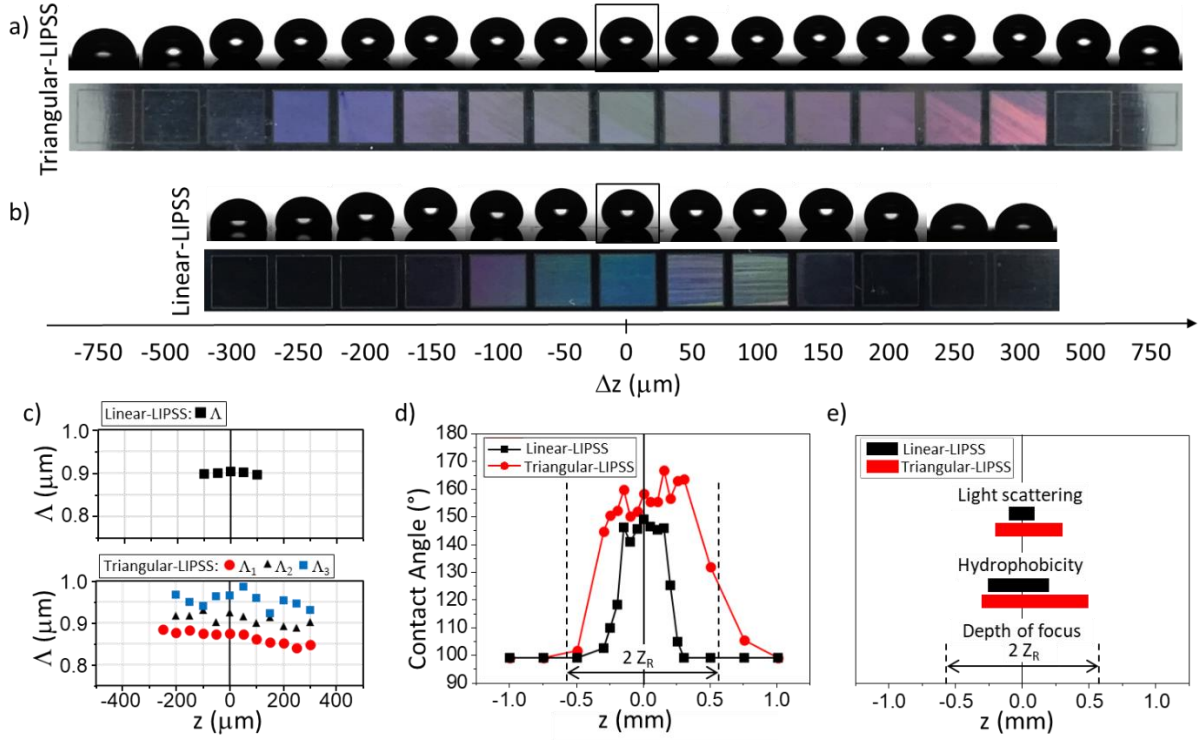 a)
Triangular-LIPSS
b)
Linear-LIPSS
-750 -500 -300 -250 -200 -150 -100 -50 0 50 100 150 200 250 300 500 750
Δz (μm)
c)
Linear-LIPSS: Λ
1.0
0.9
0.8
Λ (μm)
Triangular-LIPSS: Λ1 Λ2 Λ3
1.0
0.9
0.8
Λ (μm)
-400 -200 0 200 400
z (μm)
d)
180
170
160
150
140
130
120
110
100
90
Contact Angle (°)
Linear-LIPSS
Triangular-LIPSS
2 ZR
-1.0 -0.5 0.0 0.5 1.0
z (mm)
e)
Linear-LIPSS
Triangular-LIPSS
Light scattering
Hydrophobicity
Depth of focus
2 ZR
-1.0 -0.5 0.0 0.5 1.0
z (mm)